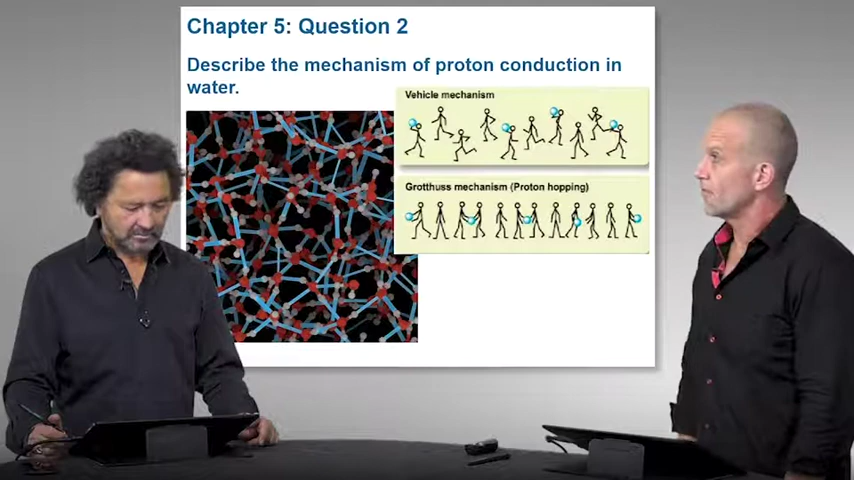 Chapter 5: Question 2
Describe the mechanism of proton conduction in
water.
Vehicle mechanism
Grotthuss mechanism (Proton hopping)